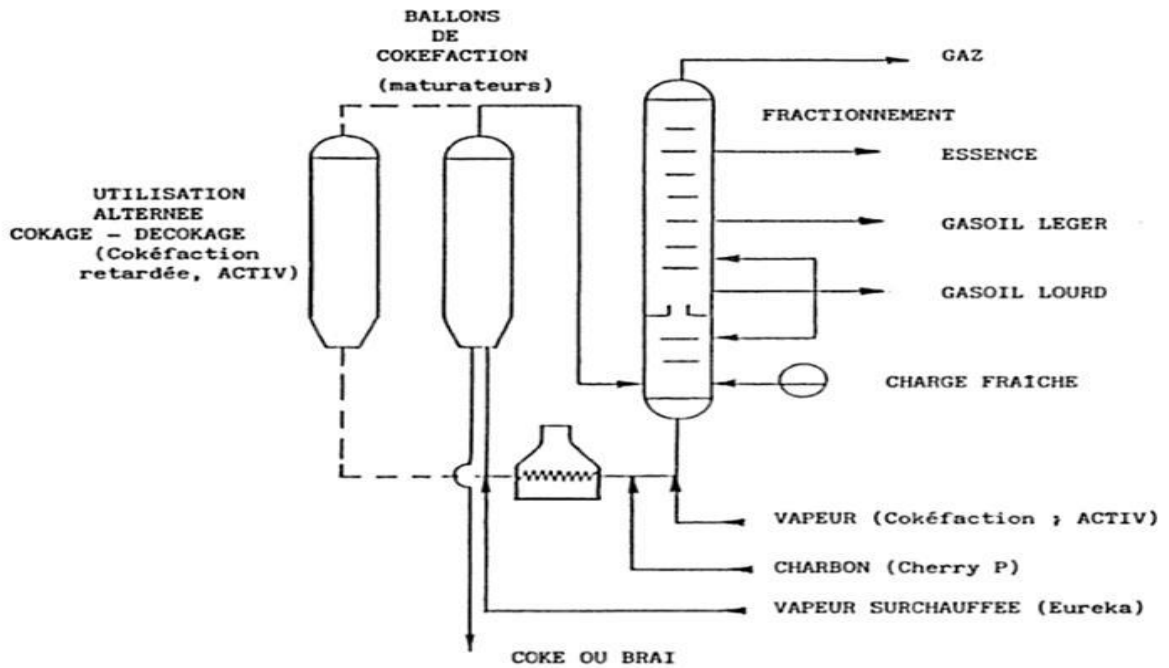 BALLONS
DE
COKEFACTION
(maturateurs)
GAZ
FRACTIONNEMENT
ESSENCE
UTILISATION
ALTERNEE
COKAGE – DECOKAGE
(Cokéfaction
retardée, ACTIV)
GASOIL LEGER
GASOIL LOURD
CHARGE FRAÎCHE
VAPEUR (Cokéfaction ; ACTIV)
CHARBON (Cherry P)
VAPEUR SURCHAUFFEE (Eureka)
COKE OU BRAI